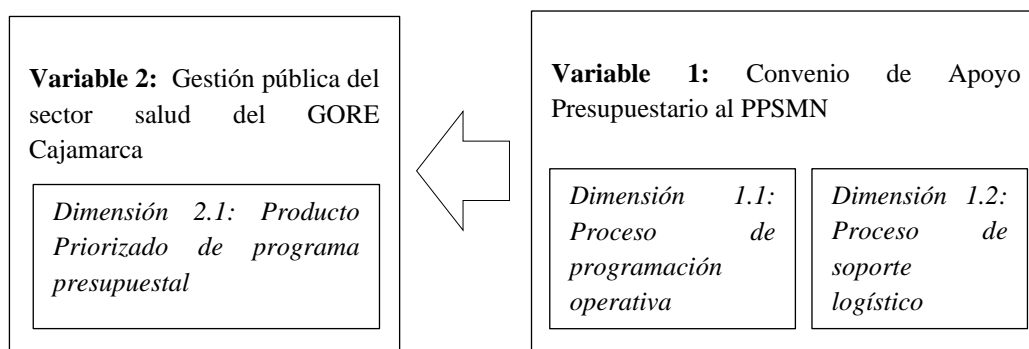 Variable 2: Gestión pública del
sector salud del GORE
Cajamarca
Dimensión 2.1: Producto
Priorizado de programa
presupuestal
Variable 1: Convenio de Apoyo
Presupuestario al PPSMN
Dimensión 1.1:
Proceso de
programación
operativa
Dimensión 1.2:
Proceso de
soporte
logístico